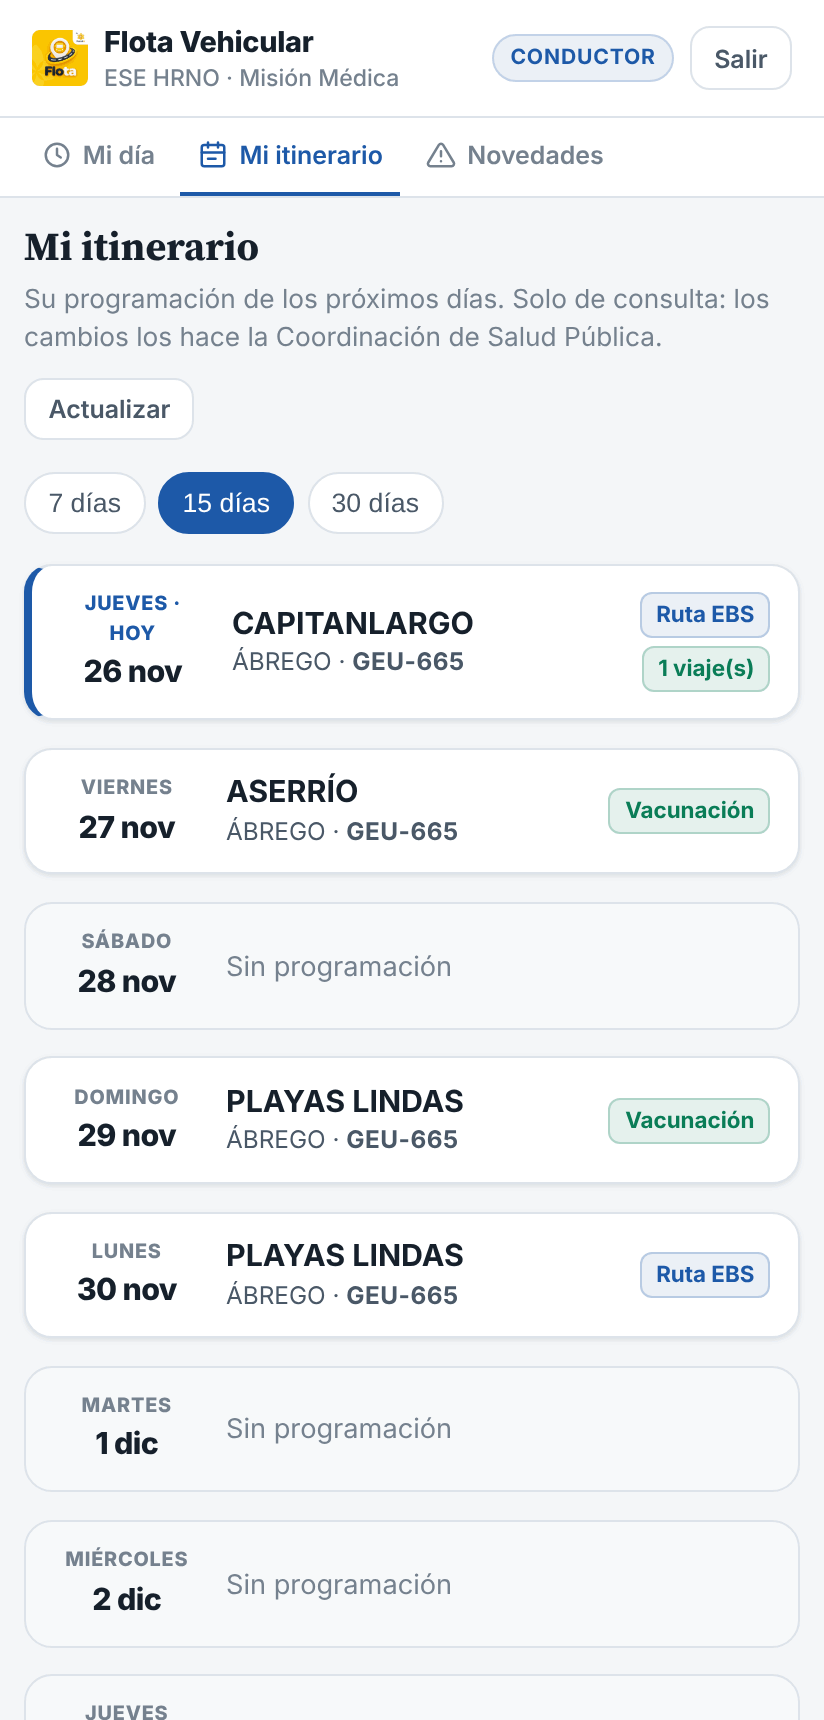 Flota
Flota Vehicular
ESE HRNO · Misión Médica
CONDUCTOR
Salir
Mi día
Mi itinerario
Novedades
Mi itinerario
Su programación de los próximos días. Solo de consulta: los
cambios los hace la Coordinación de Salud Pública.
Actualizar
7 días
15 días
30 días
JUEVES ·
HOY
26 nov
CAPITANLARGO
ÁBREGO · GEU-665
Ruta EBS
1 viaje(s)
VIERNES
27 nov
ASERRÍO
ÁBREGO · GEU-665
Vacunación
SÁBADO
28 nov
Sin programación
DOMINGO
29 nov
PLAYAS LINDAS
ÁBREGO · GEU-665
Vacunación
LUNES
30 nov
PLAYAS LINDAS
ÁBREGO · GEU-665
Ruta EBS
MARTES
1 dic
Sin programación
MIÉRCOLES
2 dic
Sin programación
JUEVES